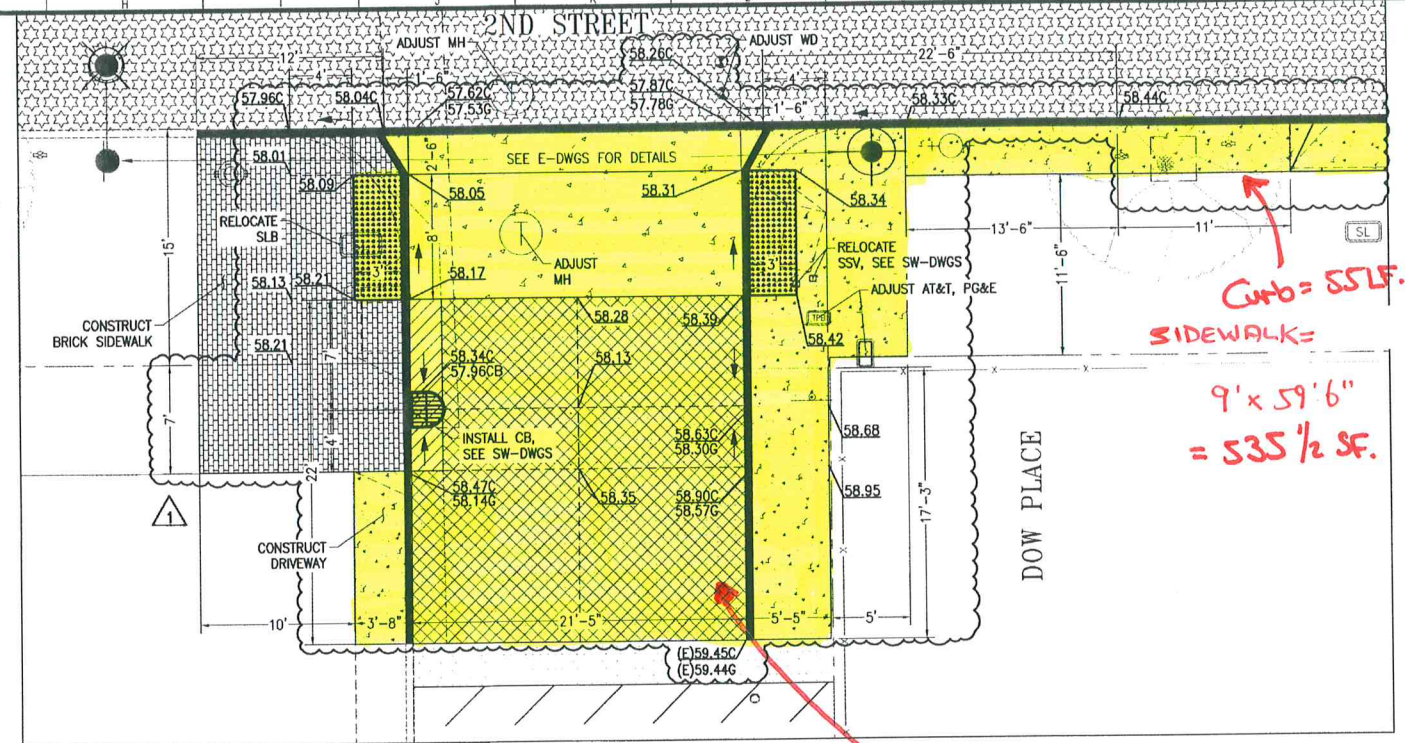 H
J
2ND STREET
12'
ADJUST MH
58.26C
ADJUST WD
22'-6"
4'
1'-6"
4'
57.96C
58.04C
57.62C
57.53G
57.87C
57.78G
1'-6"
58.33C
58.44C
SEE E-DWGS FOR DETAILS
2'-6"
58.01
58.09
58.05
58.31
58.34
RELOCATE
SLB
15'
3'
8'
ADJUST
MH
3'
RELOCATE
SSV, SEE SW-DWGS
ADJUST AT&T, PG&E
13'-6"
11'
SL
11'-6"
58.13
58.21
58.17
58.28
58.39
58.42
CONSTRUCT
BRICK SIDEWALK
58.21
7'
58.34C
57.96CB
58.13
Curb = 55LF.
SIDEWALK =
9' x 59'6"
= 535 1/2 SF.
7'
4'
22'
INSTALL CB,
SEE SW-DWGS
58.63C
58.30G
58.68
58.47C
58.14G
58.35
58.90C
58.57G
58.95
17'-3"
DOW PLACE
1
CONSTRUCT
DRIVEWAY
10'
3'-8"
21'-5"
5'-5"
5'
(E)59.45C
(E)59.44G